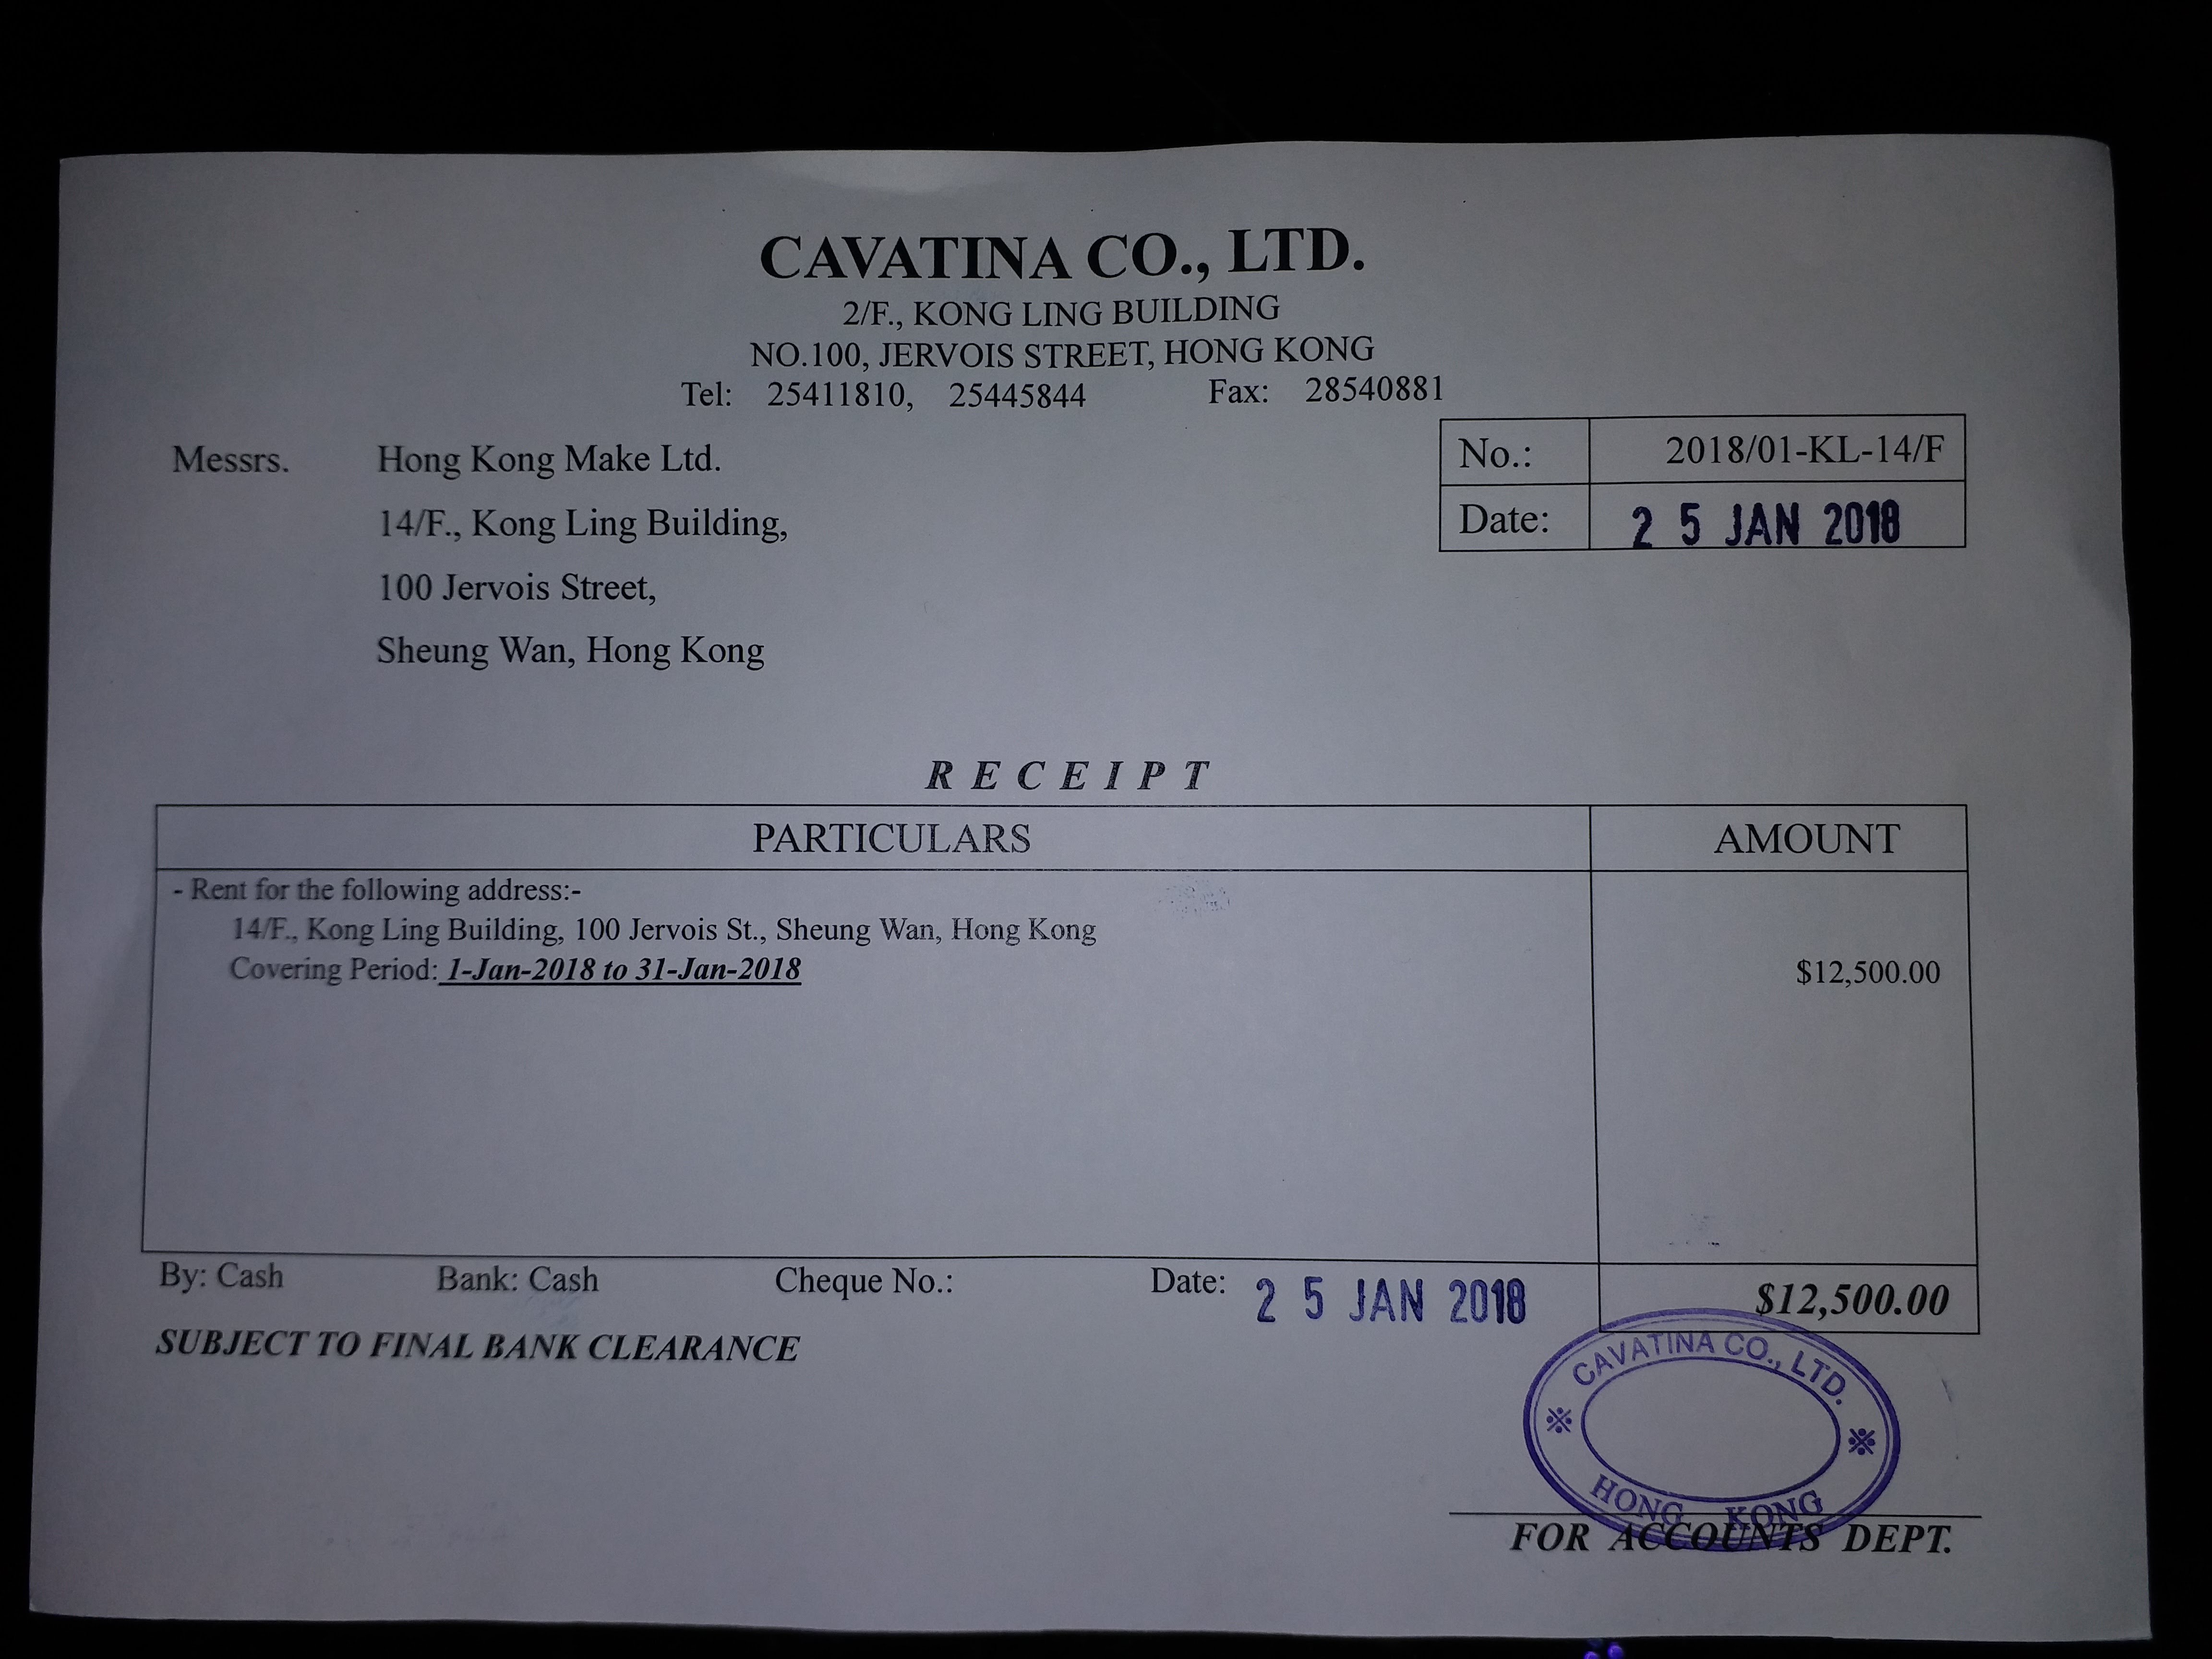 CAVATINA CO., LTD.
2/F., KONG LING BUILDING
NO.100, JERVOIS STREET, HONG KONG
Tel: 25411810, 25445844 Fax: 28540881
Messrs. Hong Kong Make Ltd.
14/F., Kong Ling Building,
100 Jervois Street,
Sheung Wan, Hong Kong
No.: 2018/01-KL-14/F
Date: 25 JAN 2018
RECEIPT
PARTICULARS AMOUNT
- Rent for the following address:-
14/F., Kong Ling Building, 100 Jervois St., Sheung Wan, Hong Kong
Covering Period: 1-Jan-2018 to 31-Jan-2018 $12,500.00
By: Cash Bank: Cash Cheque No.: Date: 25 JAN 2018 $12,500.00
SUBJECT TO FINAL BANK CLEARANCE
CAVATINA CO., LTD.
HONG KONG
FOR ACCOUNTS DEPT.